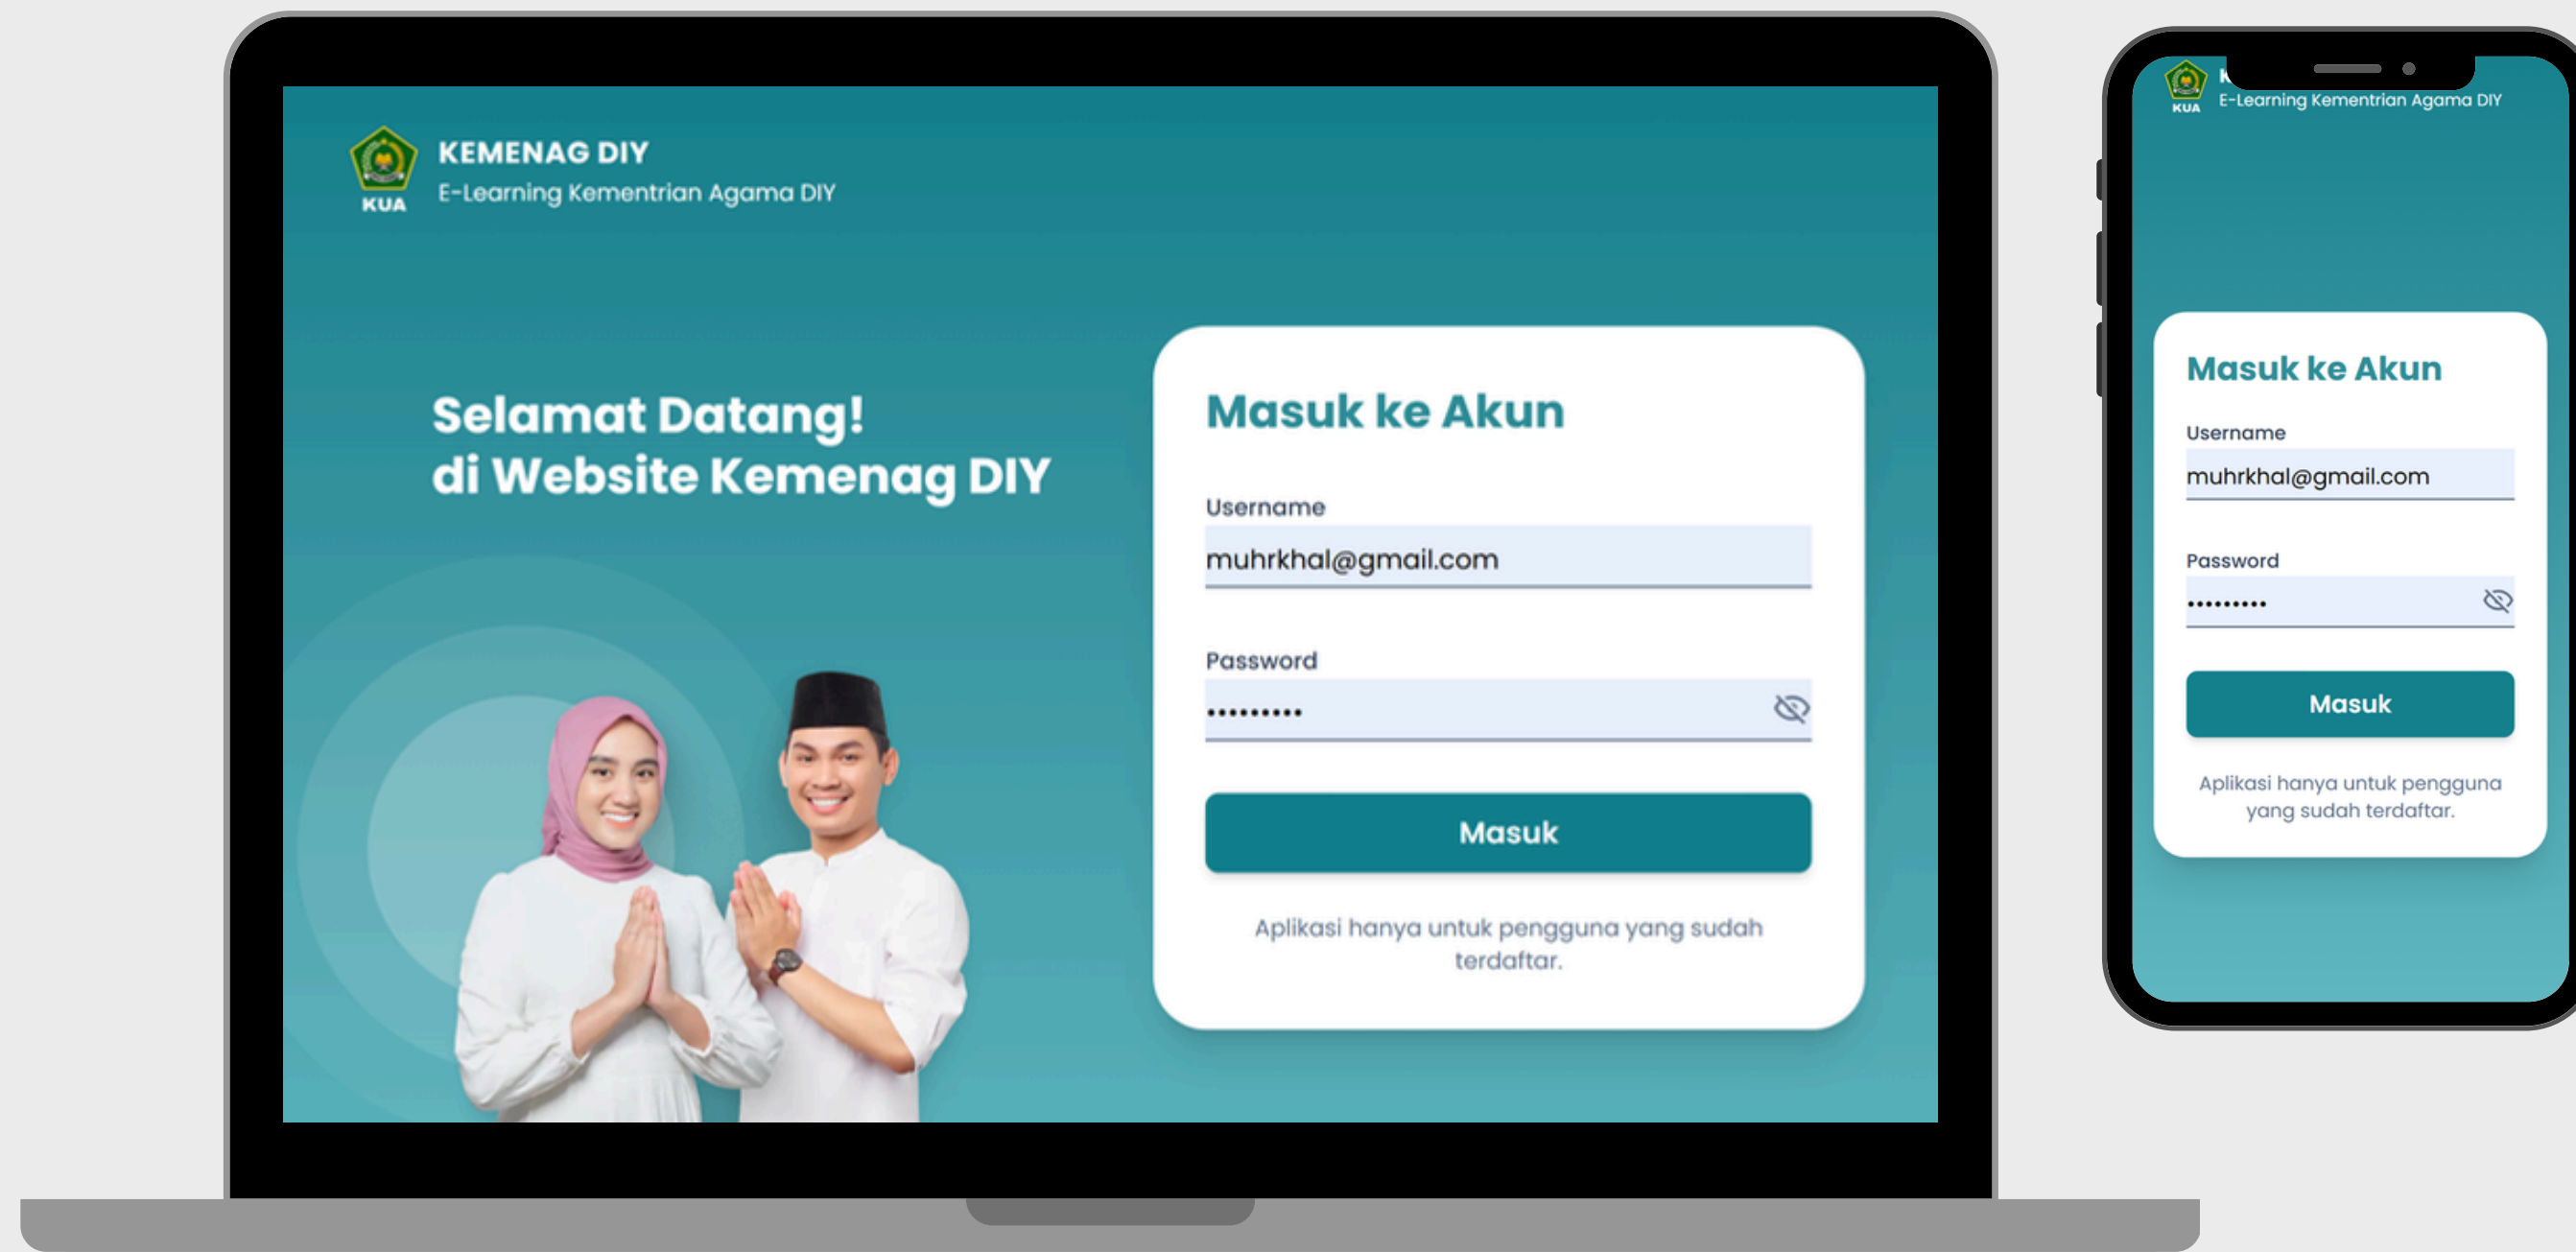 KUA
KEMENAG DIY
E-Learning Kementrian Agama DIY
Selamat Datang!
di Website Kemenag DIY
Masuk ke Akun
Username
muhrkhal@gmail.com
Password
•••••••••
Masuk
Aplikasi hanya untuk pengguna yang sudah
terdaftar.
KUA
E-Learning Kementrian Agama DIY
Masuk ke Akun
Username
muhrkhal@gmail.com
Password
•••••••••
Masuk
Aplikasi hanya untuk pengguna
yang sudah terdaftar.